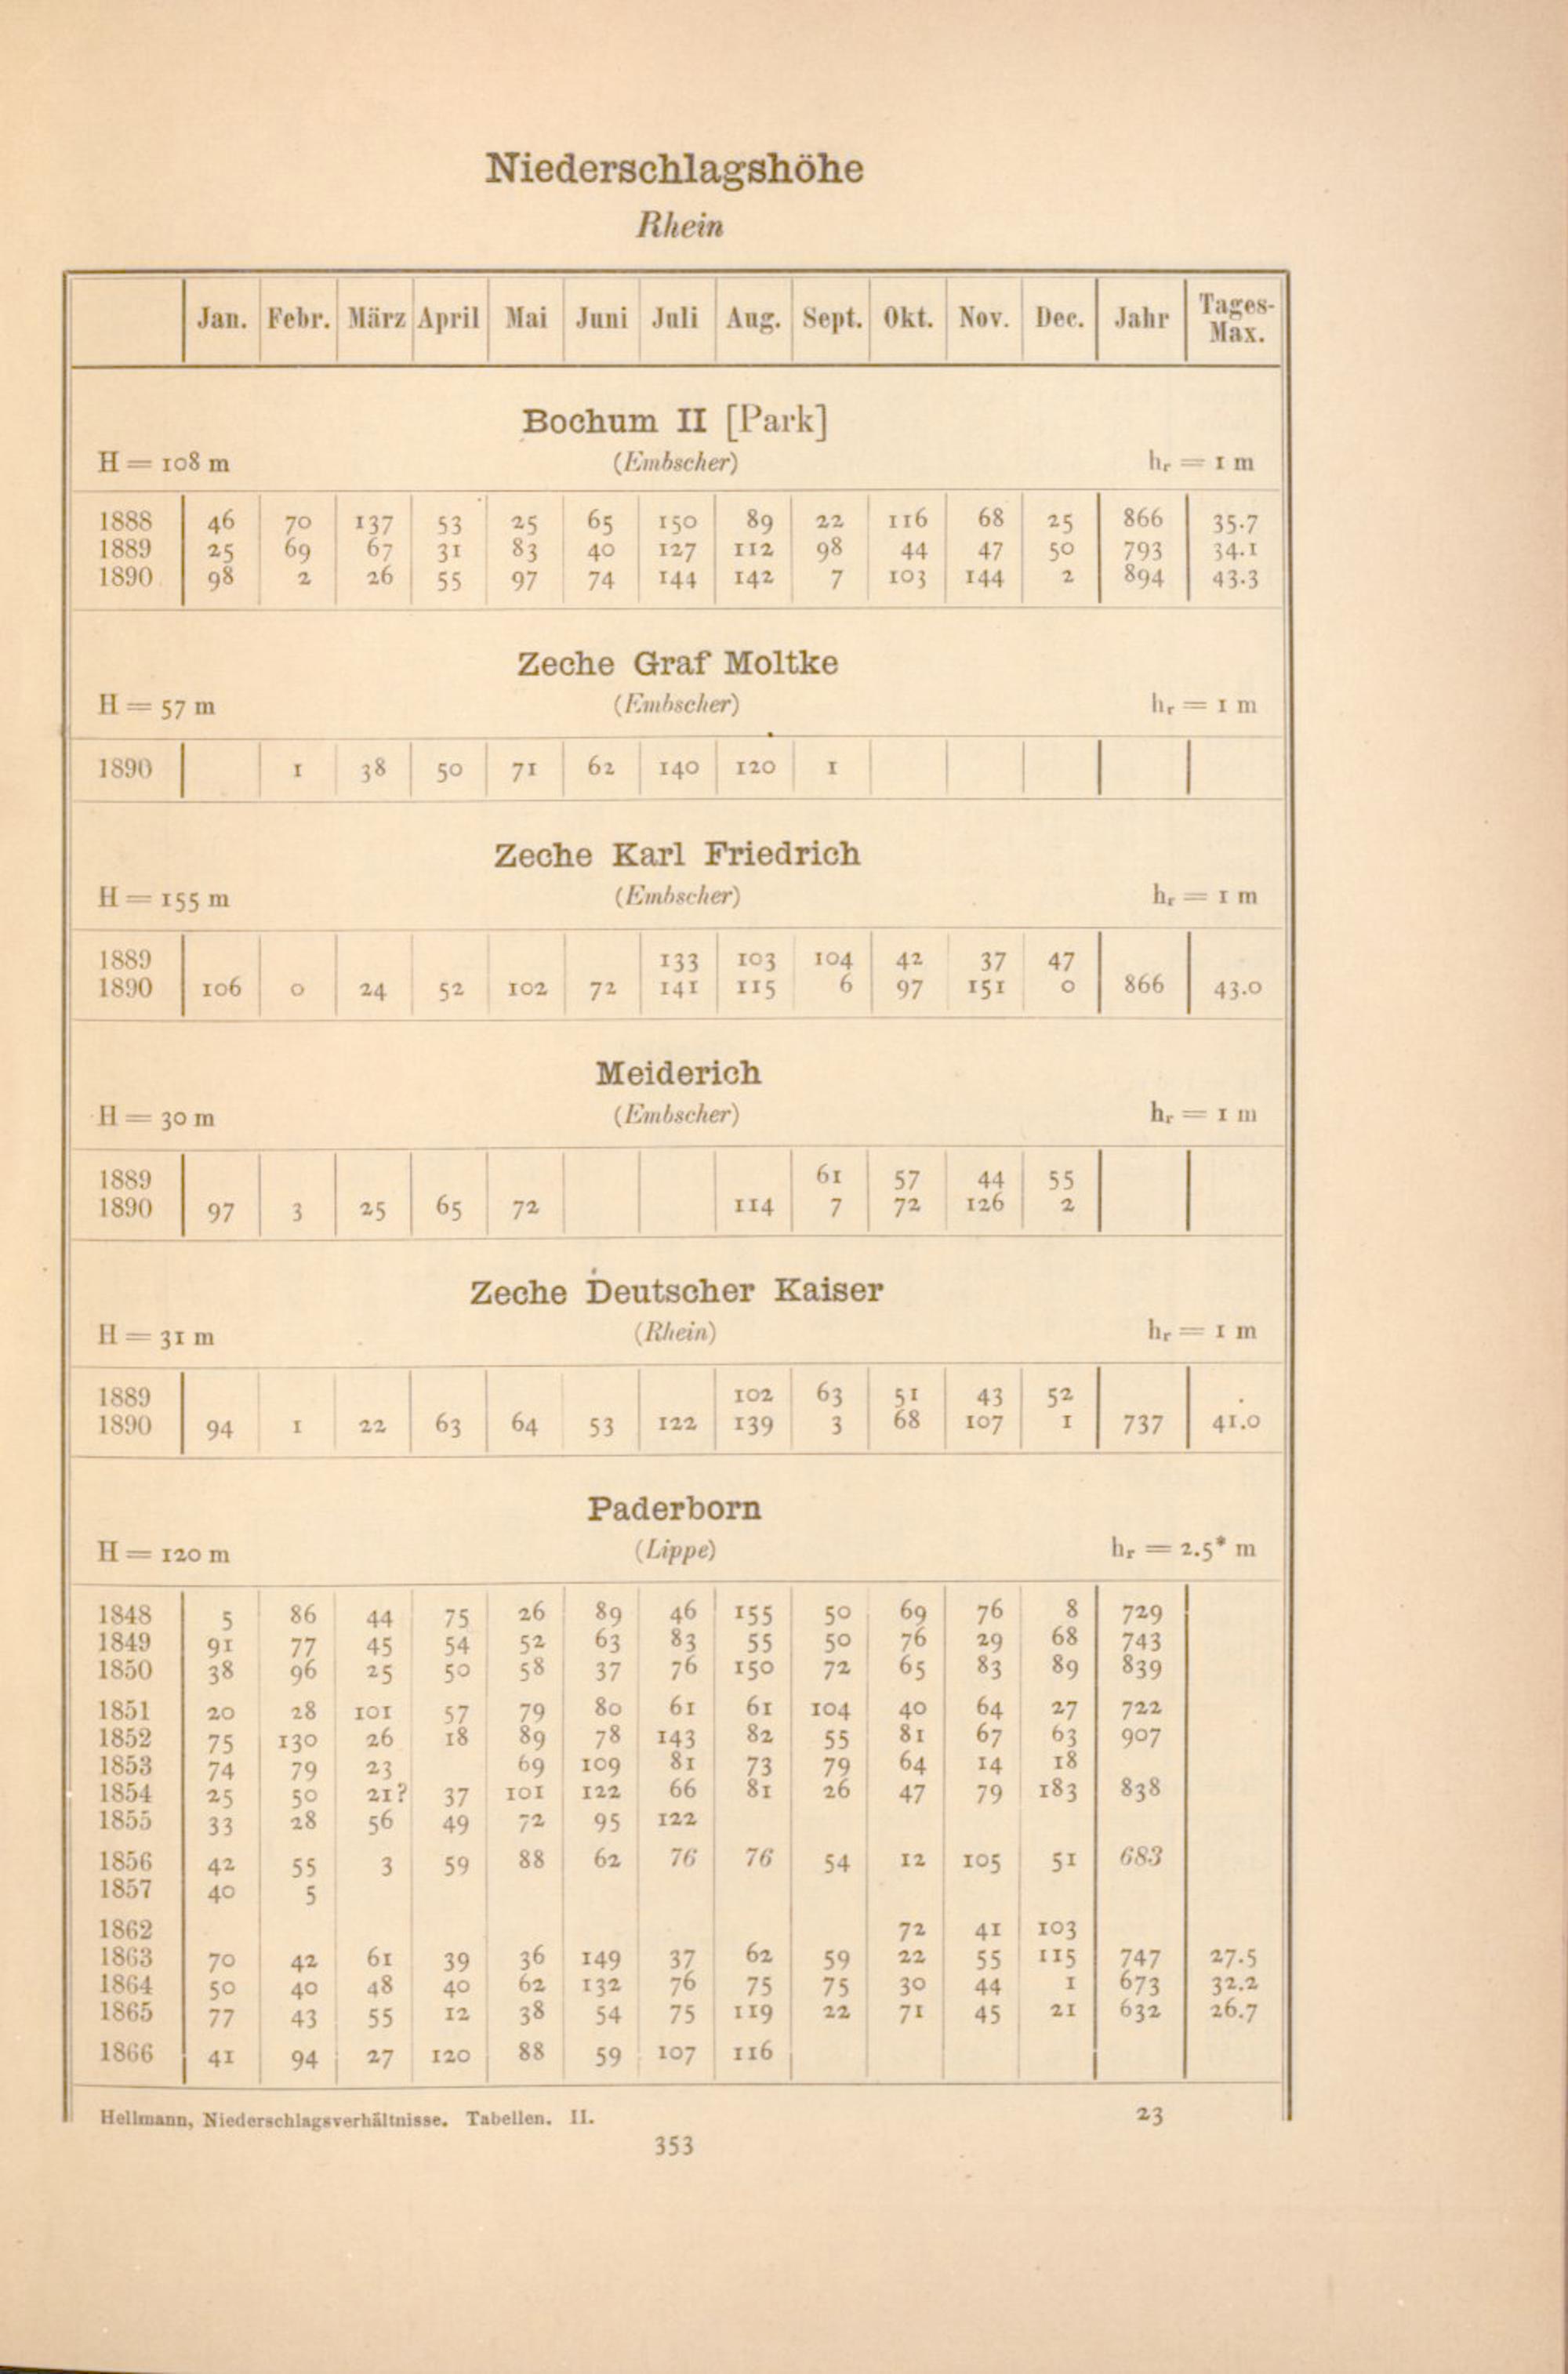 Niederschlagshöhe
Rhein
Jan. Febr. März April Mai Juni Juli Aug. Sept. Okt. Nov. Dec. Jahr Tages-Max.
Bochum II [Park]
H = 108 m (Embscher) hr = 1 m
1888 46 70 137 53 25 65 150 89 22 116 68 25 866 35.7
1889 25 69 67 31 83 40 127 112 98 44 47 50 793 34.1
1890 98 2 26 55 97 74 144 142 7 103 144 2 894 43.3
Zeche Graf Moltke
H = 57 m (Embscher) hr = 1 m
1890 1 38 50 71 62 140 120 1
Zeche Karl Friedrich
H = 155 m (Embscher) hr = 1 m
1889 133 103 104 42 37 47
1890 106 0 24 52 102 72 141 115 6 97 151 0 866 43.0
Meiderich
H = 30 m (Embscher) hr = 1 m
1889 61 57 44 55
1890 97 3 25 65 72 114 7 72 126 2
Zeche Deutscher Kaiser
H = 31 m (Rhein) hr = 1 m
1889 102 63 51 43 52
1890 94 1 22 63 64 53 122 139 3 68 107 1 737 41.0
Paderborn
H = 120 m (Lippe) hr = 2.5* m
1848 5 86 44 75 26 89 46 155 50 69 76 8 729
1849 91 77 45 54 52 63 83 55 50 76 29 68 743
1850 38 96 25 50 58 37 76 150 72 65 83 89 839
1851 20 28 101 57 79 80 61 61 104 40 64 27 722
1852 75 130 26 18 89 78 143 82 55 81 67 63 907
1853 74 79 23 69 109 81 73 79 64 14 18
1854 25 50 21? 37 101 122 66 81 26 47 79 183 838
1855 33 28 56 49 72 95 122
1856 42 55 3 59 88 62 76 76 54 12 105 51 683
1857 40 5
1862 72 41 103
1863 70 42 61 39 36 149 37 62 59 22 55 115 747 27.5
1864 50 40 48 40 62 132 76 75 75 30 44 1 673 32.2
1865 77 43 55 12 38 54 75 119 22 71 45 21 632 26.7
1866 41 94 27 120 88 59 107 116
Hellmann, Niederschlagsverhältnisse. Tabellen. II. 23
353